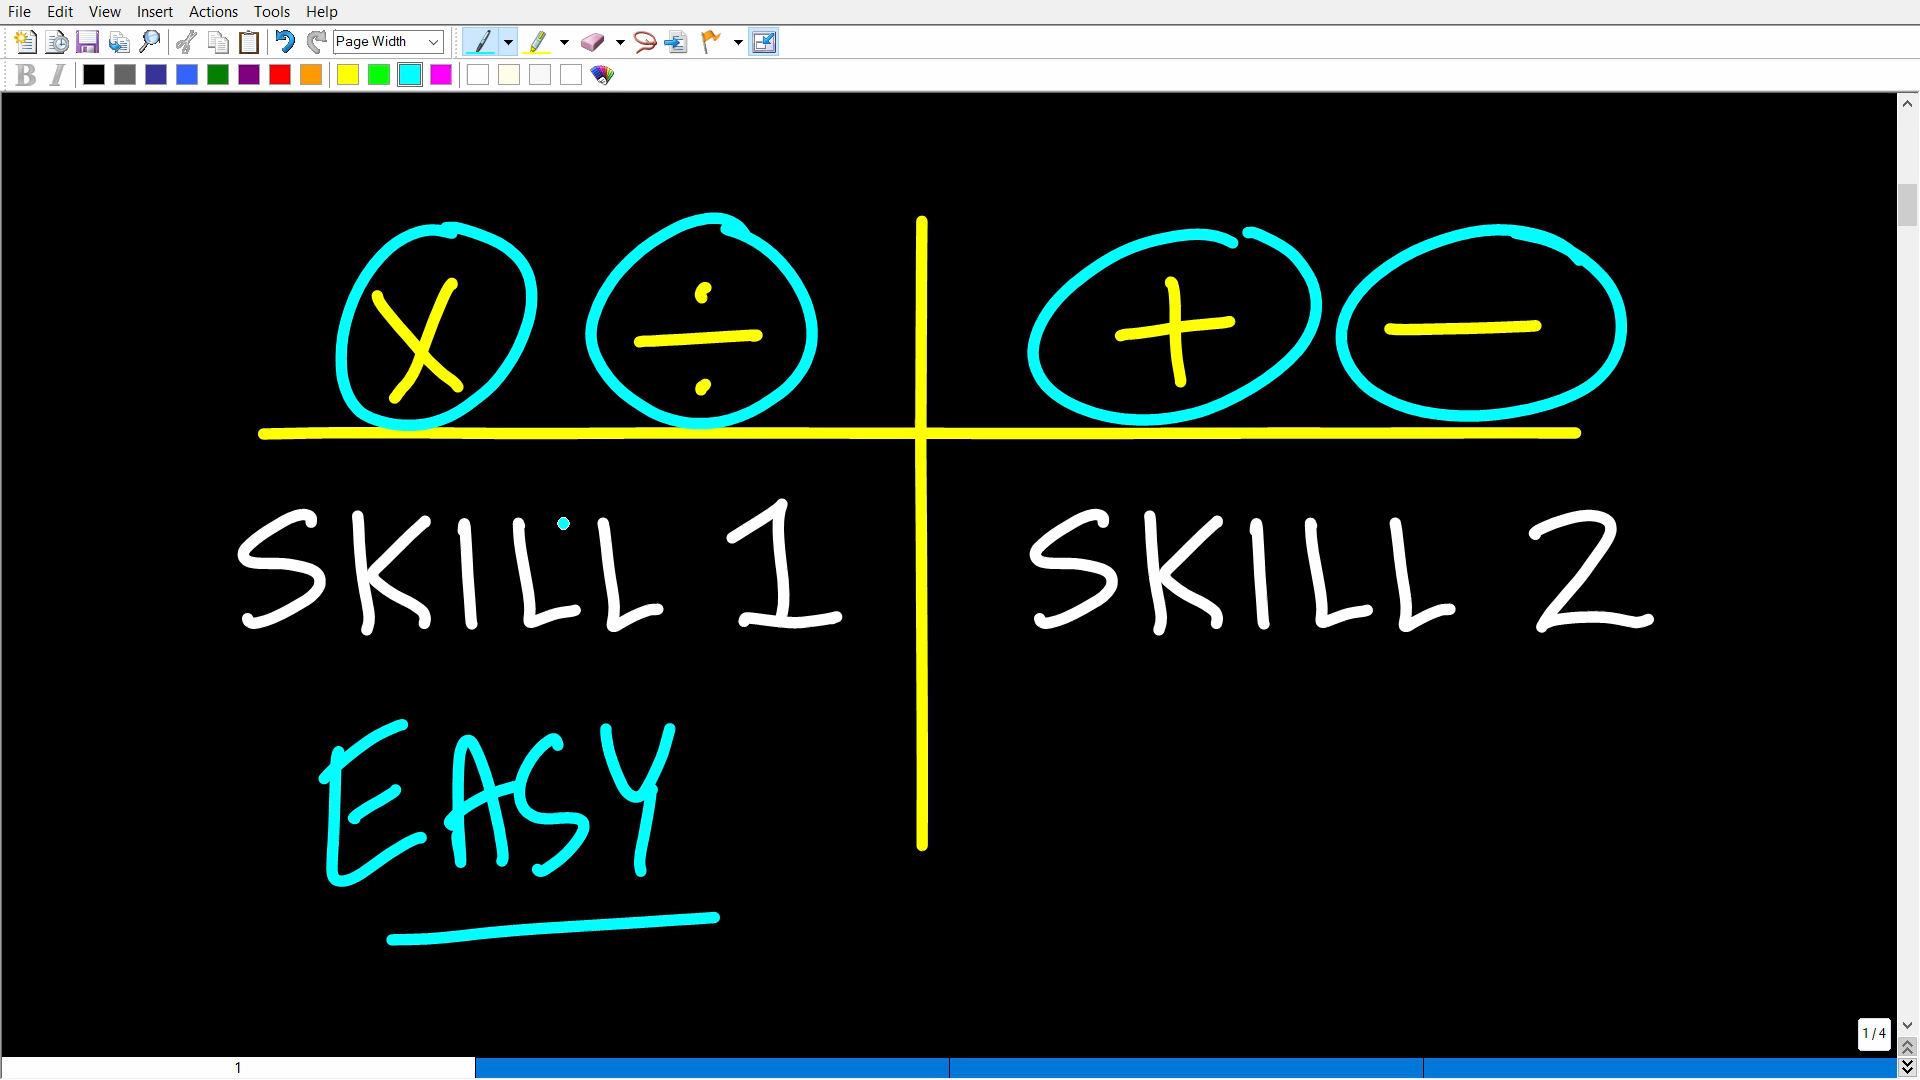 File Edit View Insert Actions Tools Help
Page Width
B I
× ÷ + −
SKILL 1 SKILL 2
EASY
1 / 4
1